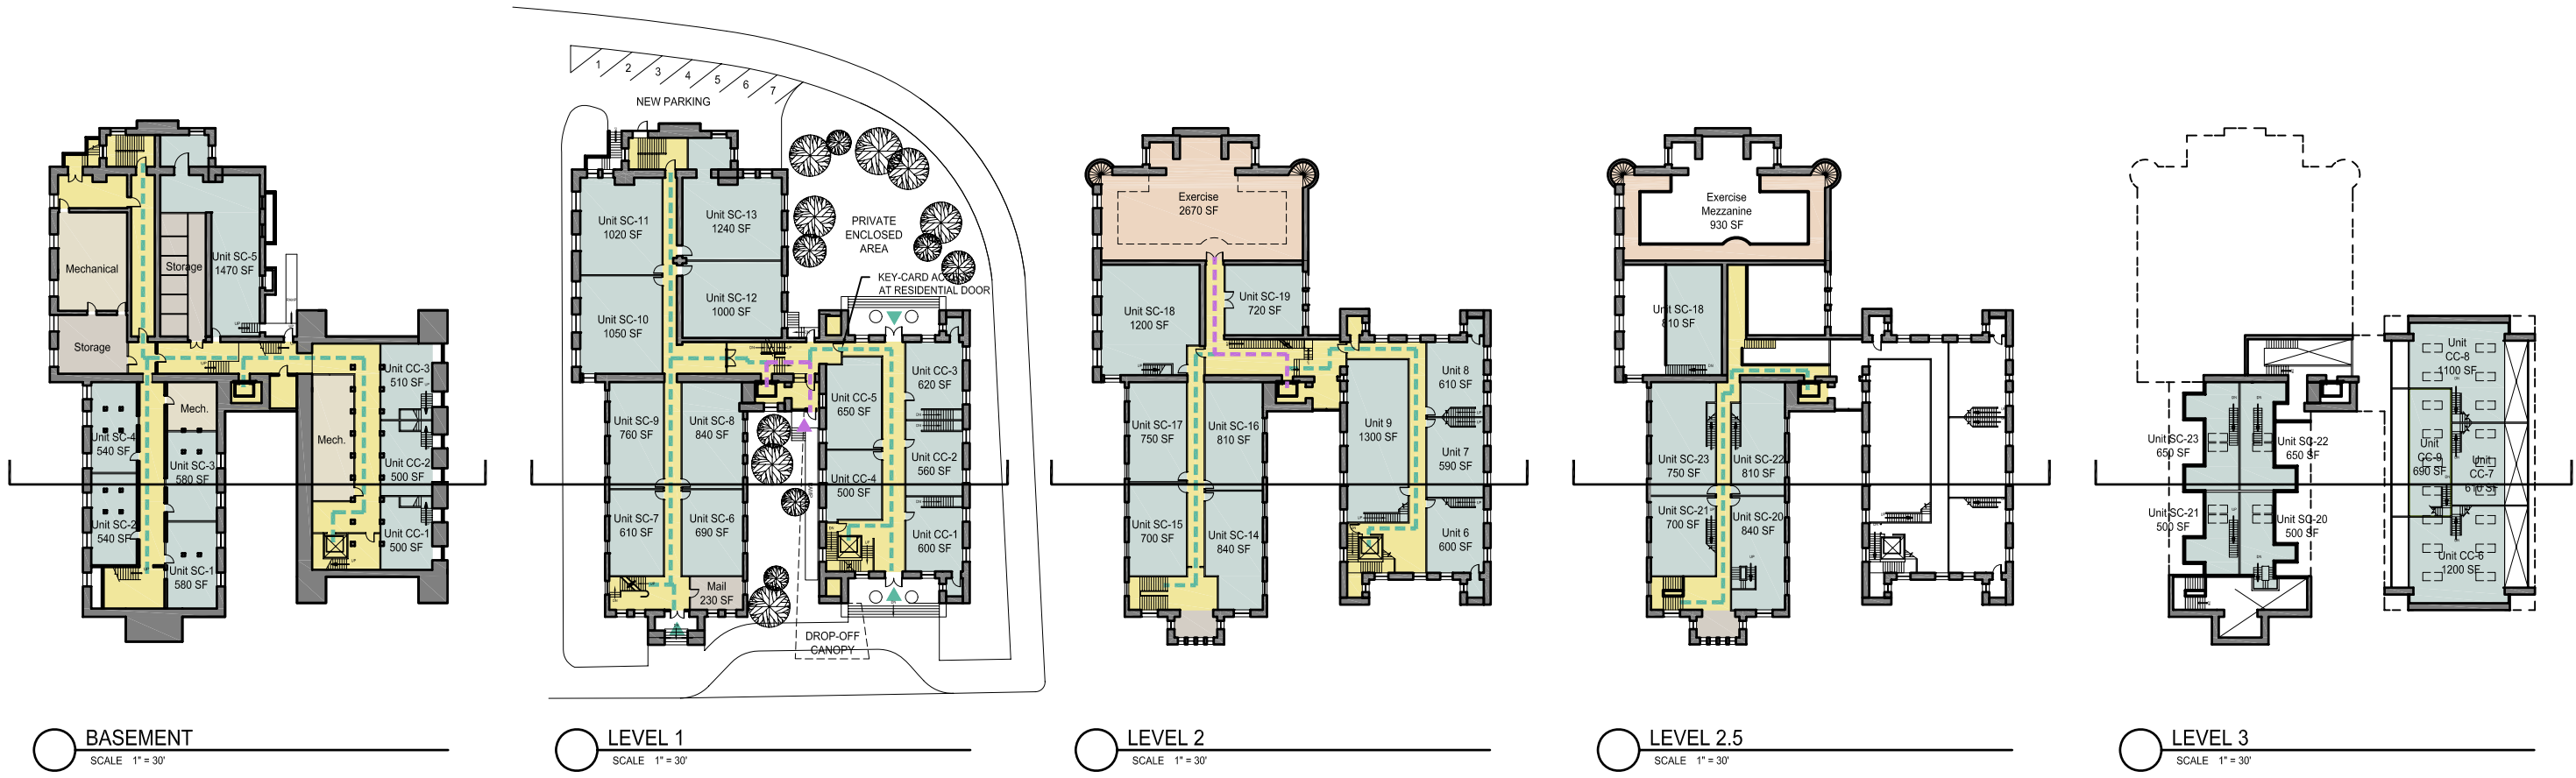 Mechanical
Storage
Storage
Unit SC-5
1470 SF
Mech.
Unit SC-4
540 SF
Unit SC-3
580 SF
Unit SC-2
540 SF
Unit SC-1
580 SF
Mech.
Unit CC-3
510 SF
Unit CC-2
500 SF
Unit CC-1
500 SF
BASEMENT
SCALE 1" = 30'
1
2
3
4
5
6
7
NEW PARKING
PRIVATE
ENCLOSED
AREA
KEY-CARD
AT RESIDENTIAL DOOR
Unit SC-11
1020 SF
Unit SC-13
1240 SF
Unit SC-10
1050 SF
Unit SC-12
1000 SF
Unit SC-9
760 SF
Unit SC-8
840 SF
Unit SC-7
610 SF
Unit SC-6
690 SF
Mail
230 SF
Unit CC-5
650 SF
Unit CC-3
620 SF
Unit CC-4
500 SF
Unit CC-2
560 SF
Unit CC-1
600 SF
DROP-OFF
CANOPY
LEVEL 1
SCALE 1" = 30'
Exercise
2670 SF
Unit SC-18
1200 SF
Unit SC-19
720 SF
Unit SC-17
750 SF
Unit SC-16
810 SF
Unit SC-15
700 SF
Unit SC-14
840 SF
Unit 9
1300 SF
Unit 8
610 SF
Unit 7
590 SF
Unit 6
600 SF
LEVEL 2
SCALE 1" = 30'
Exercise
Mezzanine
930 SF
Unit SC-18
810 SF
Unit SC-23
750 SF
Unit SC-22
810 SF
Unit SC-21
700 SF
Unit SC-20
840 SF
LEVEL 2.5
SCALE 1" = 30'
Unit SC-23
650 SF
Unit SC-22
650 SF
Unit SC-21
500 SF
Unit SC-20
500 SF
Unit
CC-8
1100 SF
Unit
CC-9
690 SF
Unit
CC-7
610 SF
Unit CC-6
1200 SF
LEVEL 3
SCALE 1" = 30'